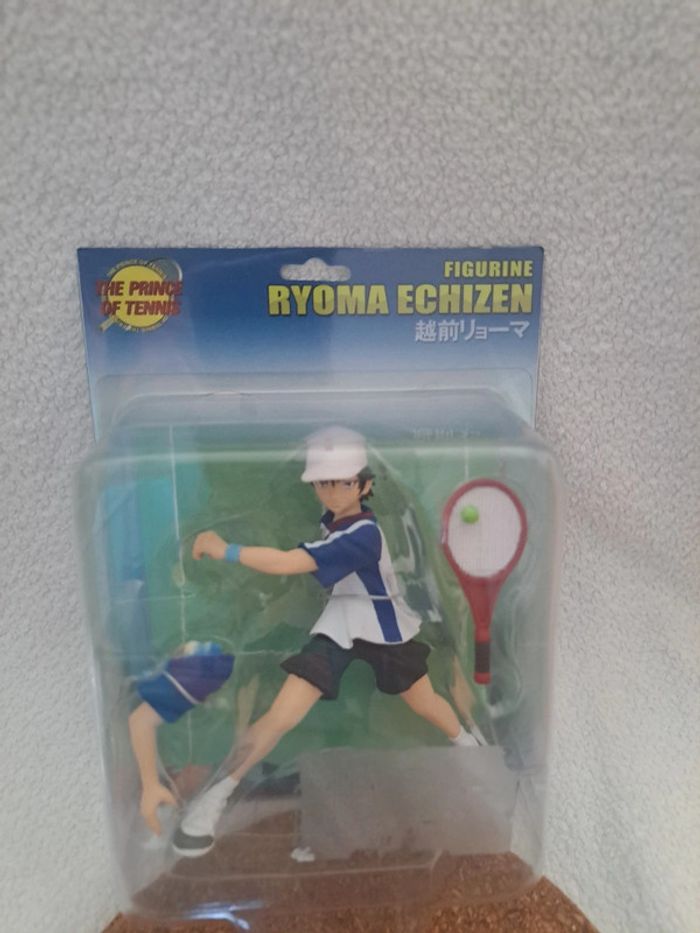 THE PRINCE
OF TENNIS
FIGURINE
RYOMA ECHIZEN
越前リョーマ